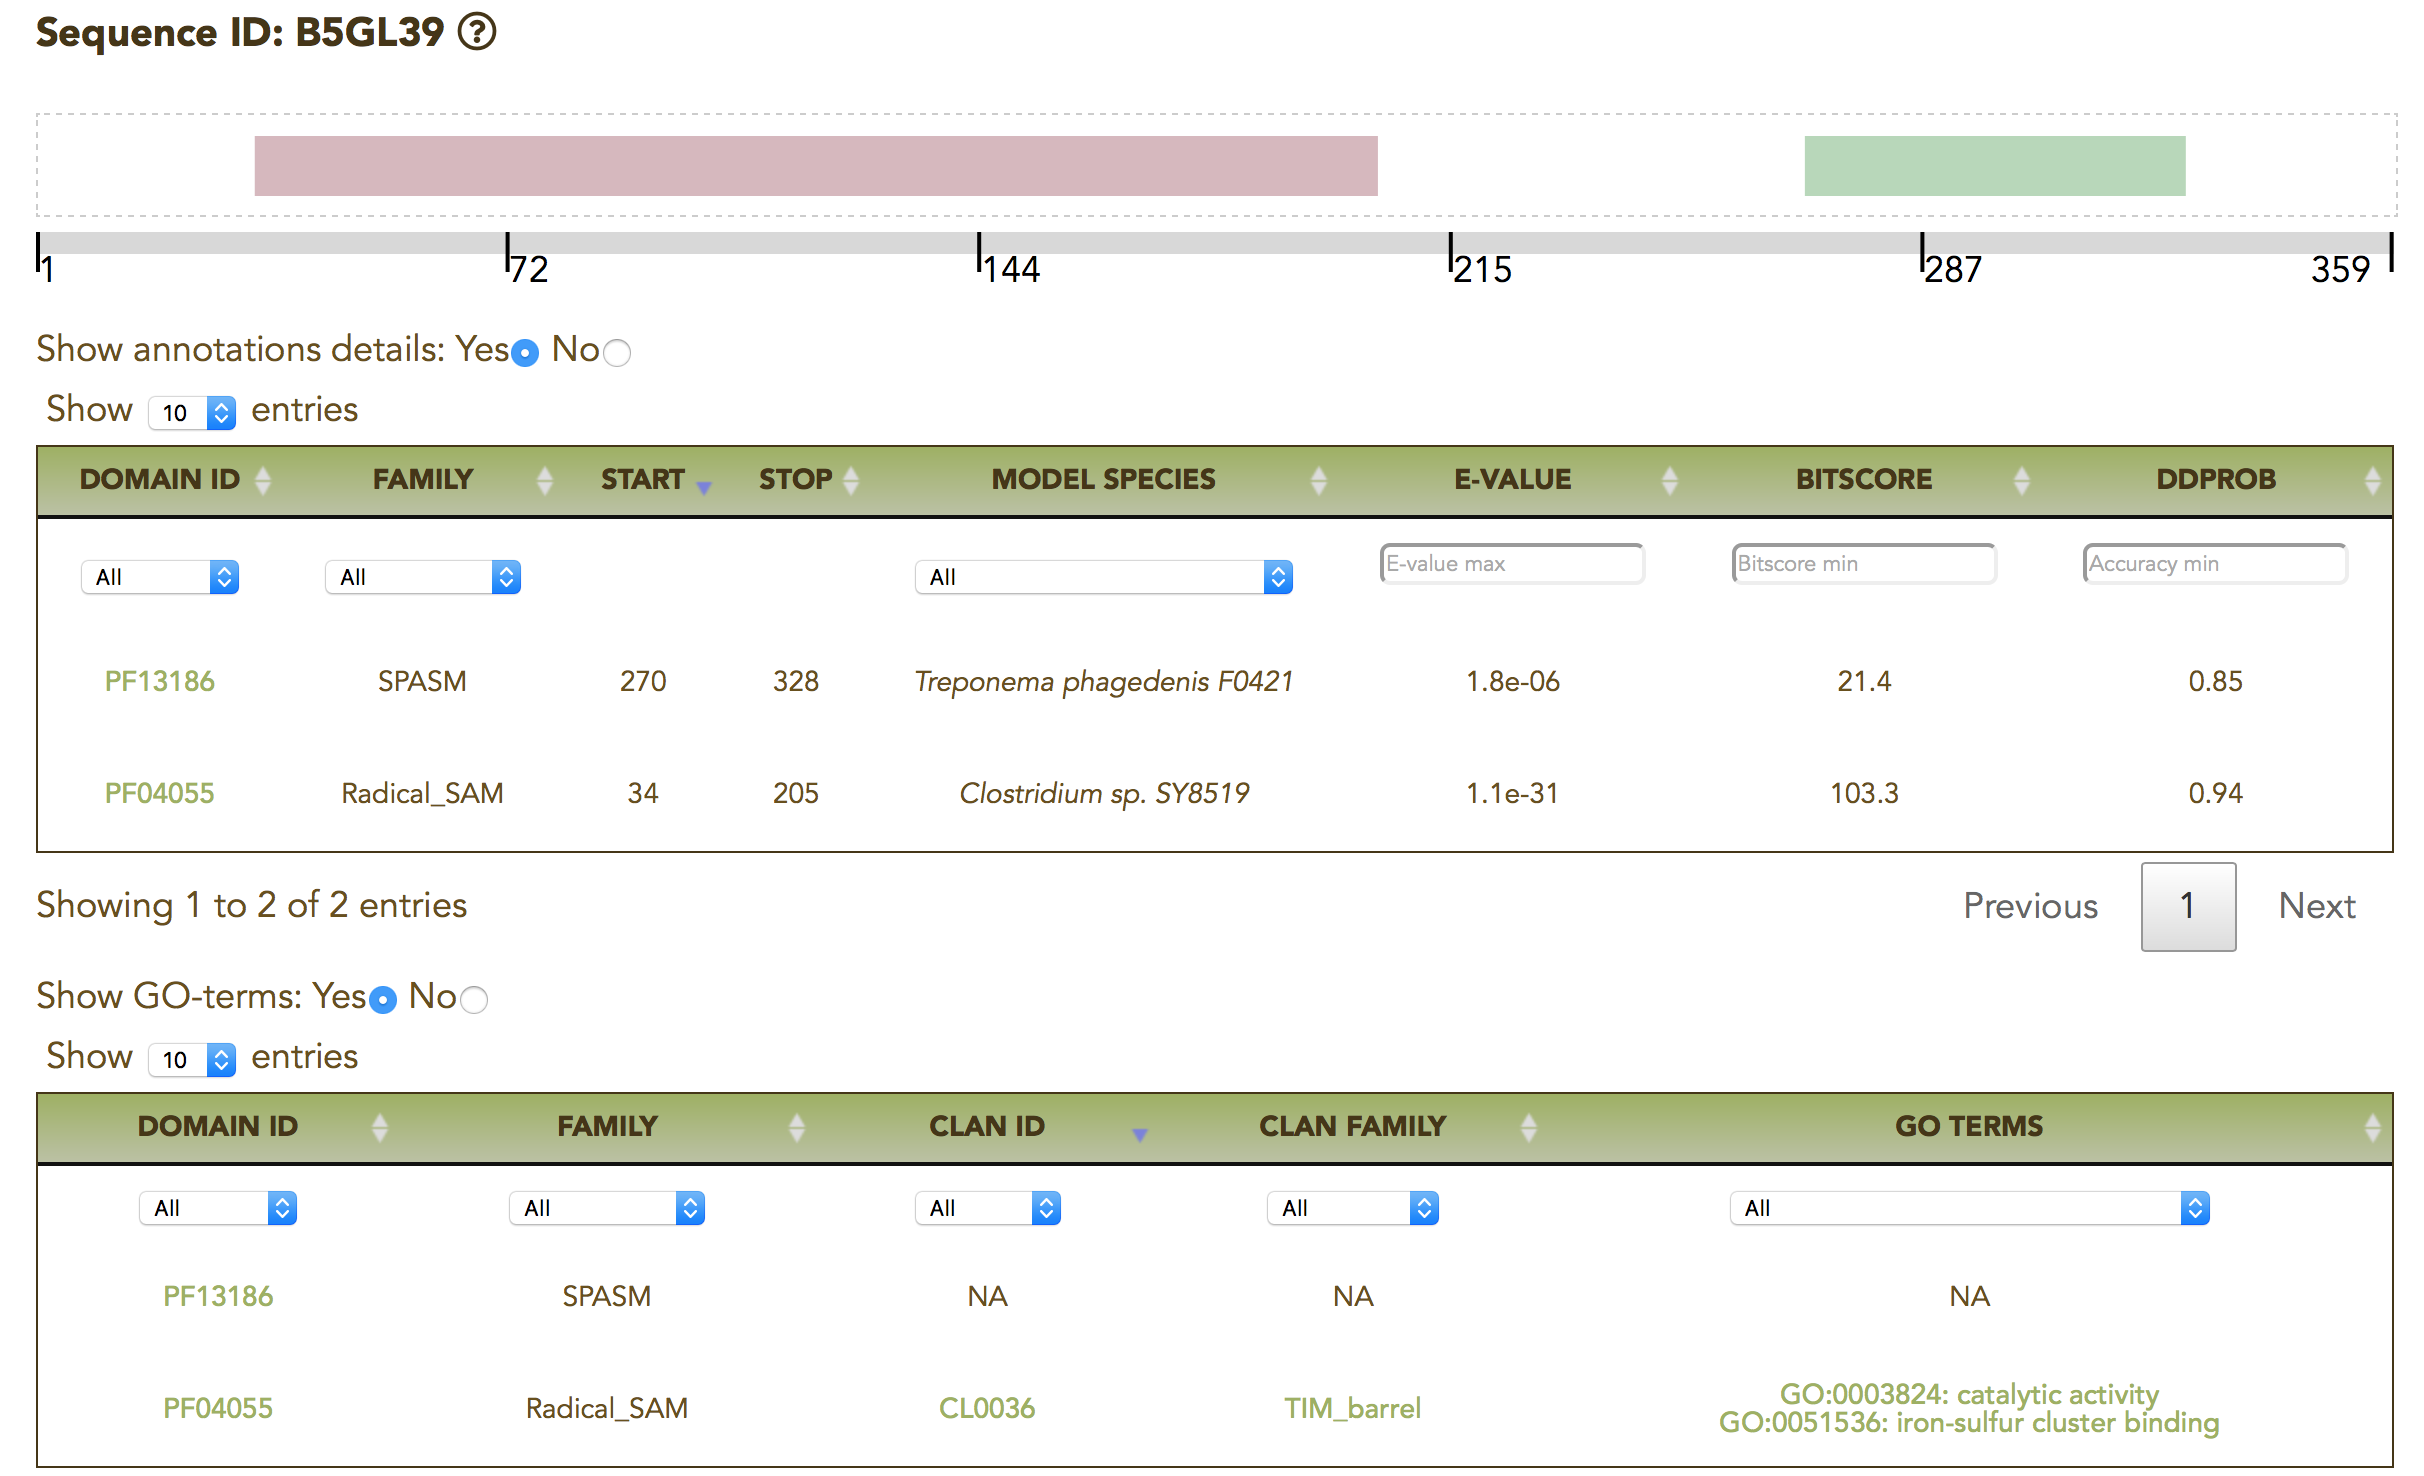 Sequence ID: B5GL39 ?
1 72 144 215 287 359
Show annotations details: Yes No
Show 10 entries
DOMAIN ID FAMILY START STOP MODEL SPECIES E-VALUE BITSCORE DDPROB
All All All E-value max Bitscore min Accuracy min
PF13186 SPASM 270 328 Treponema phagedenis F0421 1.8e-06 21.4 0.85
PF04055 Radical_SAM 34 205 Clostridium sp. SY8519 1.1e-31 103.3 0.94
Showing 1 to 2 of 2 entries Previous 1 Next
Show GO-terms: Yes No
Show 10 entries
DOMAIN ID FAMILY CLAN ID CLAN FAMILY GO TERMS
All All All All All
PF13186 SPASM NA NA NA
PF04055 Radical_SAM CL0036 TIM_barrel GO:0003824: catalytic activity
GO:0051536: iron-sulfur cluster binding